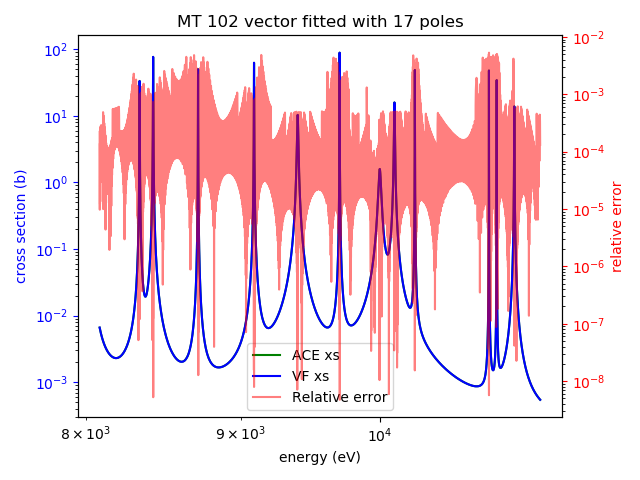 MT 102 vector fitted with 17 poles
10²
10¹
10⁰
10⁻¹
10⁻²
10⁻³
cross section (b)
10⁻²
10⁻³
10⁻⁴
10⁻⁵
10⁻⁶
10⁻⁷
10⁻⁸
relative error
ACE xs
VF xs
Relative error
8 × 10³ 9 × 10³ 10⁴
energy (eV)